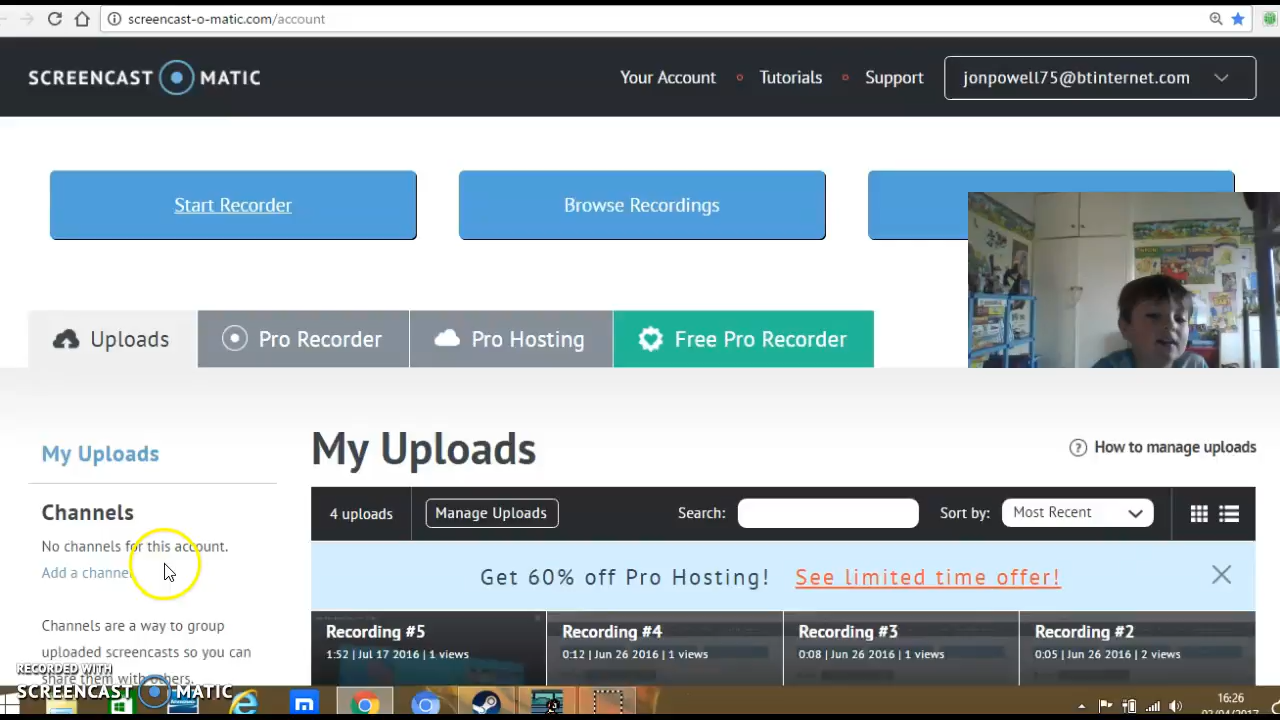 screencast-o-matic.com/account
SCREENCAST MATIC
Your Account
Tutorials
Support
jonpowell75@btinternet.com
Start Recorder
Browse Recordings
Uploads
Pro Recorder
Pro Hosting
Free Pro Recorder
My Uploads
Channels
No channels for this account.
Add a channel
Channels are a way to group
uploaded screencasts so you can
share them with others.
My Uploads
How to manage uploads
4 uploads
Manage Uploads
Search:
Sort by:
Most Recent
Get 60% off Pro Hosting!
See limited time offer!
Recording #5
1:52 | Jul 17 2016 | 1 views
Recording #4
0:12 | Jun 26 2016 | 1 views
Recording #3
0:08 | Jun 26 2016 | 1 views
Recording #2
0:05 | Jun 26 2016 | 2 views
RECORDED WITH
SCREENCAST MATIC
16:26